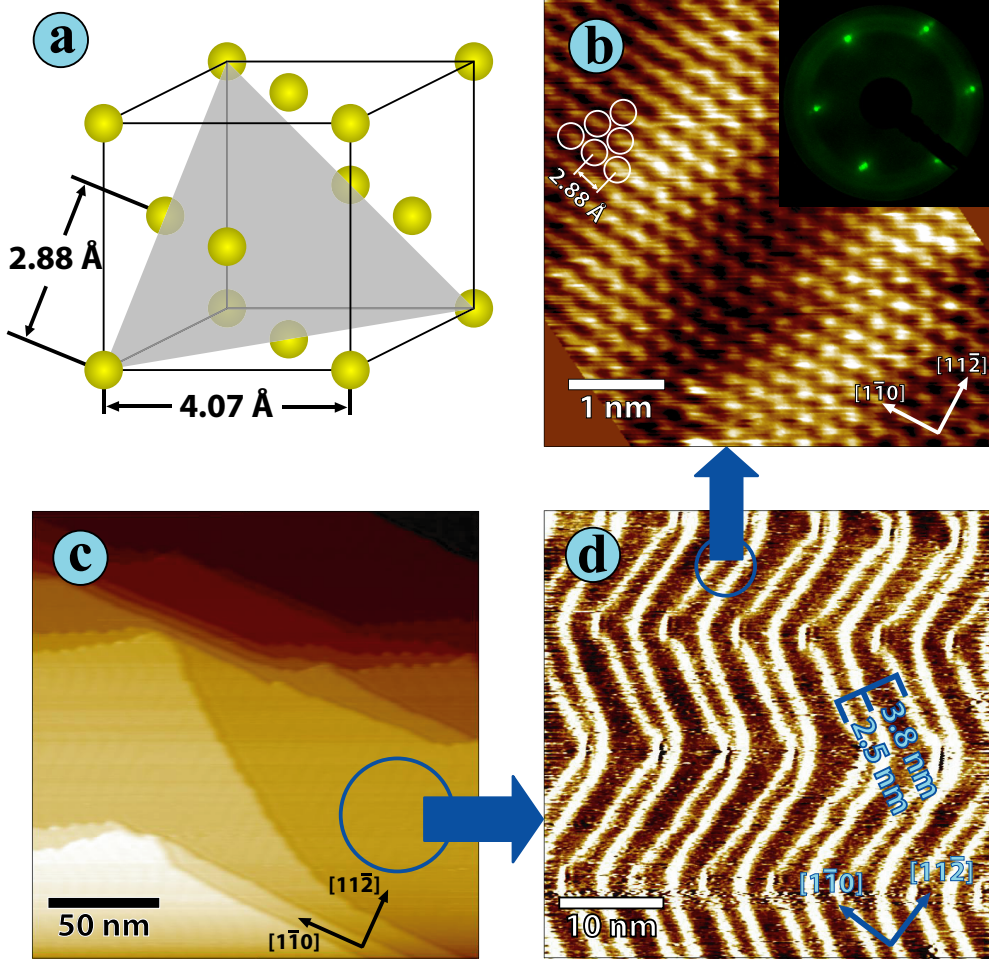 a
2.88 Å
4.07 Å
b
2.88 Å
1 nm
[11̄0]
[112̄]
c
50 nm
[11̄0]
[112̄]
d
3.8 nm
2.5 nm
10 nm
[11̄0]
[112̄]